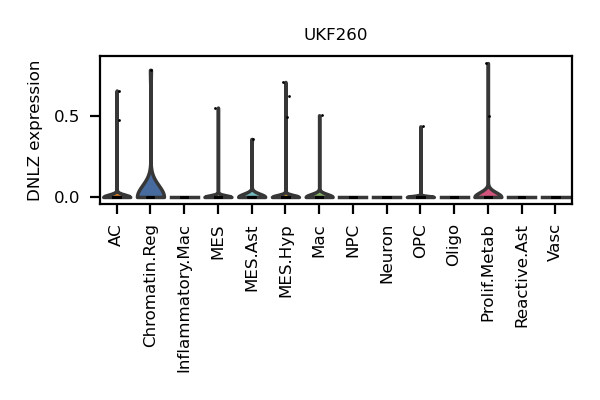 UKF260
DNLZ expression
0.5
0.0
AC
Chromatin.Reg
Inflammatory.Mac
MES
MES.Ast
MES.Hyp
Mac
NPC
Neuron
OPC
Oligo
Prolif.Metab
Reactive.Ast
Vasc